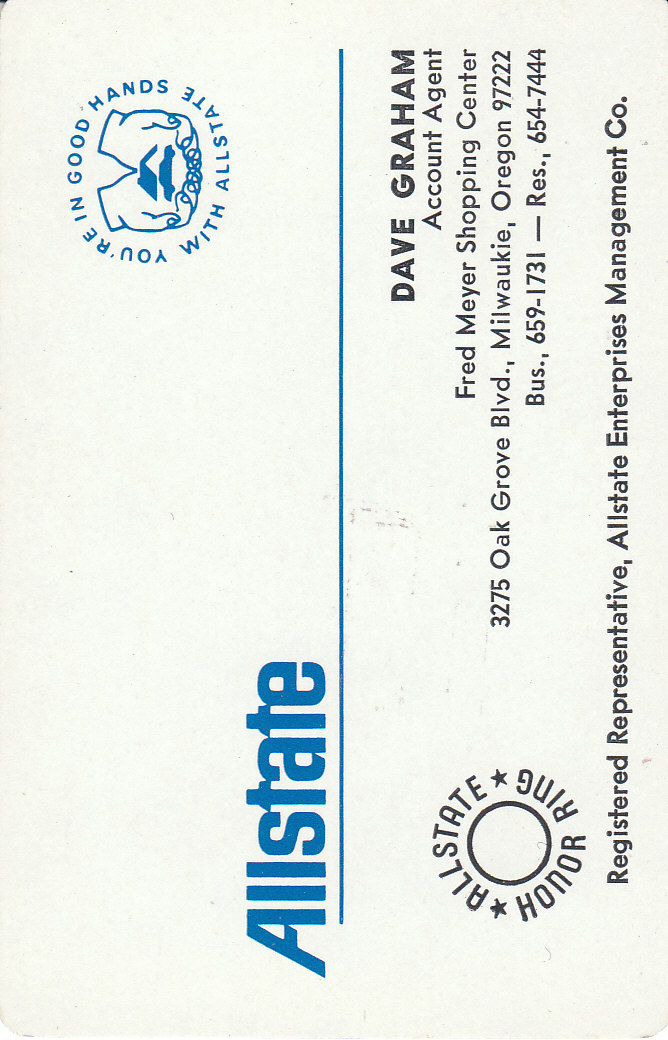 Allstate
YOU'RE IN GOOD HANDS WITH ALLSTATE
DAVE GRAHAM
Account Agent
Fred Meyer Shopping Center
3275 Oak Grove Blvd., Milwaukie, Oregon 97222
Bus., 659-1731 — Res., 654-7444
★ ALLSTATE ★ HONOR RING
Registered Representative, Allstate Enterprises Management Co.